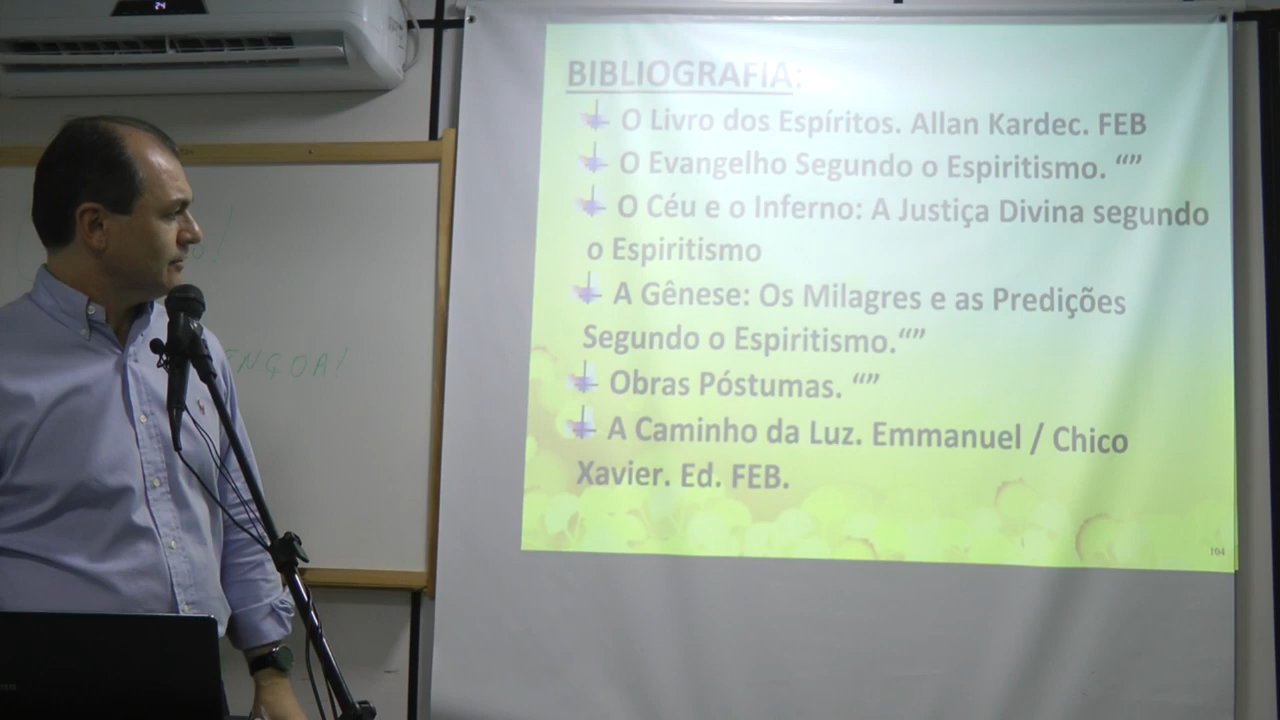 24
BIBLIOGRAFIA:
O Livro dos Espíritos. Allan Kardec. FEB
O Evangelho Segundo o Espiritismo. “”
O Céu e o Inferno: A Justiça Divina segundo
o Espiritismo
A Gênese: Os Milagres e as Predições
Segundo o Espiritismo.“”
Obras Póstumas. “”
A Caminho da Luz. Emmanuel / Chico
Xavier. Ed. FEB.
104